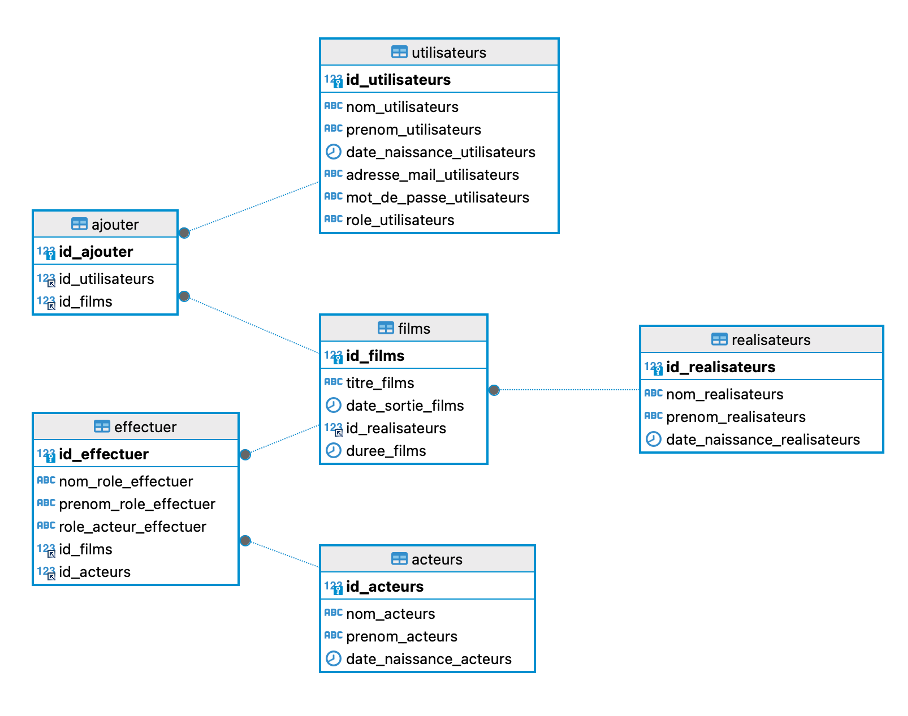 utilisateurs
123 id_utilisateurs
ABC nom_utilisateurs
ABC prenom_utilisateurs
date_naissance_utilisateurs
ABC adresse_mail_utilisateurs
ABC mot_de_passe_utilisateurs
ABC role_utilisateurs
ajouter
123 id_ajouter
123 id_utilisateurs
123 id_films
films
123 id_films
ABC titre_films
date_sortie_films
123 id_realisateurs
duree_films
realisateurs
123 id_realisateurs
ABC nom_realisateurs
ABC prenom_realisateurs
date_naissance_realisateurs
effectuer
123 id_effectuer
ABC nom_role_effectuer
ABC prenom_role_effectuer
ABC role_acteur_effectuer
123 id_films
123 id_acteurs
acteurs
123 id_acteurs
ABC nom_acteurs
ABC prenom_acteurs
date_naissance_acteurs